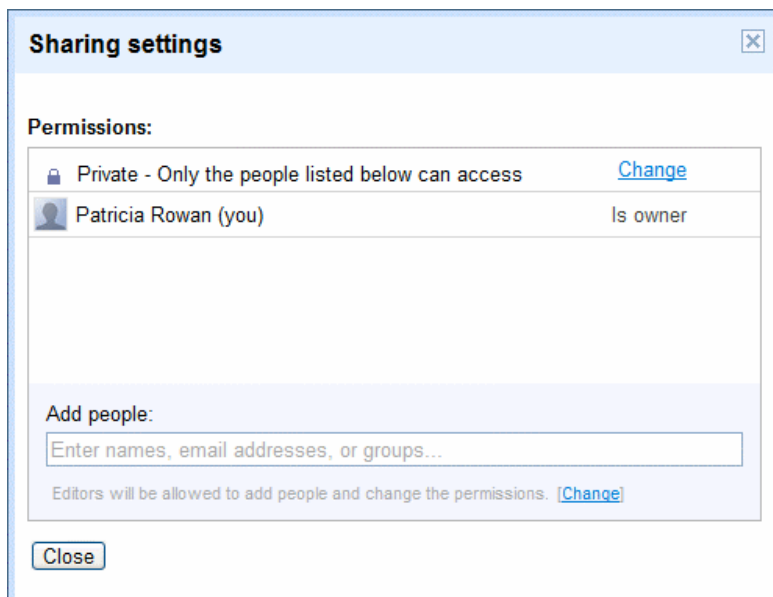 Sharing settings
Permissions:
Private - Only the people listed below can access Change
Patricia Rowan (you) Is owner
Add people:
Enter names, email addresses, or groups...
Editors will be allowed to add people and change the permissions. [Change]
Close